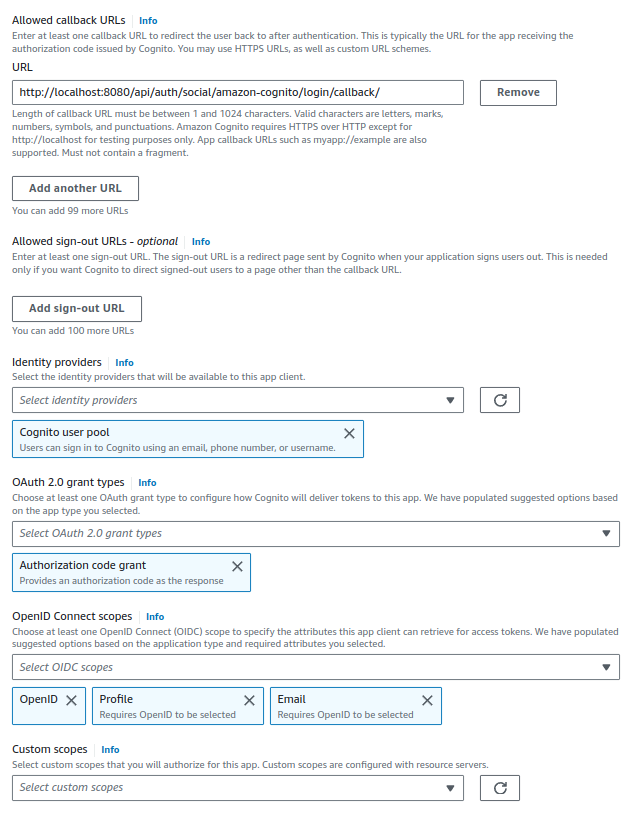 Allowed callback URLs Info
Enter at least one callback URL to redirect the user back to after authentication. This is typically the URL for the app receiving the
authorization code issued by Cognito. You may use HTTPS URLs, as well as custom URL schemes.
URL
http://localhost:8080/api/auth/social/amazon-cognito/login/callback/
Remove
Length of callback URL must be between 1 and 1024 characters. Valid characters are letters, marks,
numbers, symbols, and punctuations. Amazon Cognito requires HTTPS over HTTP except for
http://localhost for testing purposes only. App callback URLs such as myapp://example are also
supported. Must not contain a fragment.
Add another URL
You can add 99 more URLs
Allowed sign-out URLs - optional Info
Enter at least one sign-out URL. The sign-out URL is a redirect page sent by Cognito when your application signs users out. This is needed
only if you want Cognito to direct signed-out users to a page other than the callback URL.
Add sign-out URL
You can add 100 more URLs
Identity providers Info
Select the identity providers that will be available to this app client.
Select identity providers
Cognito user pool
Users can sign in to Cognito using an email, phone number, or username.
OAuth 2.0 grant types Info
Choose at least one OAuth grant type to configure how Cognito will deliver tokens to this app. We have populated suggested options based
on the app type you selected.
Select OAuth 2.0 grant types
Authorization code grant
Provides an authorization code as the response
OpenID Connect scopes Info
Choose at least one OpenID Connect (OIDC) scope to specify the attributes this app client can retrieve for access tokens. We have populated
suggested options based on the application type and required attributes you selected.
Select OIDC scopes
OpenID
Profile
Requires OpenID to be selected
Email
Requires OpenID to be selected
Custom scopes Info
Select custom scopes that you will authorize for this app. Custom scopes are configured with resource servers.
Select custom scopes